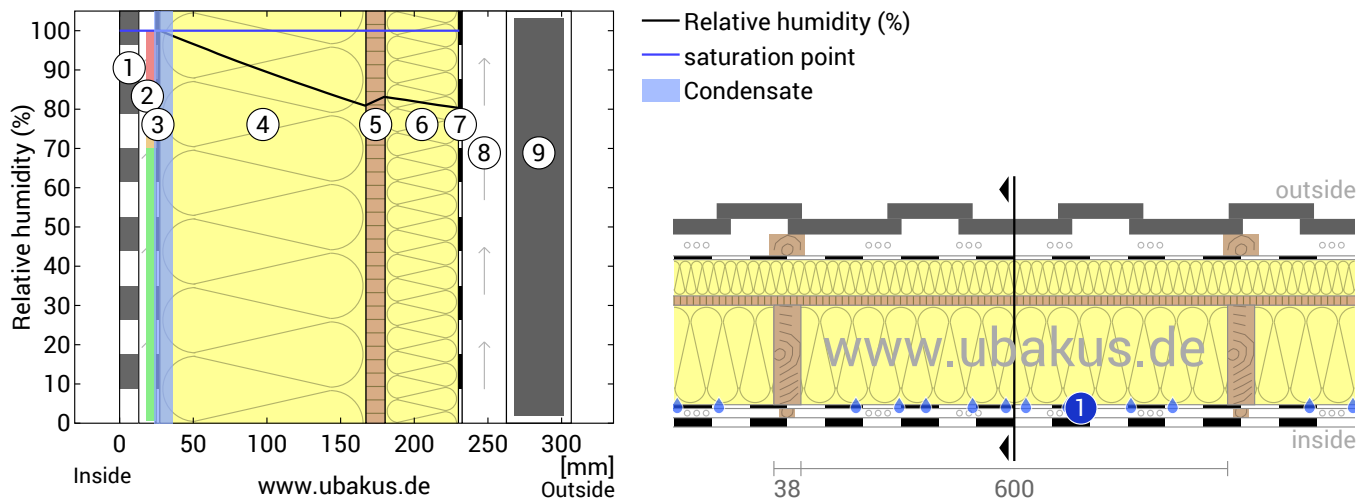 Relative humidity (%)
100
90
80
70
60
50
40
30
20
10
0
1
2
3
4
5
6
7
8
9
0
50
100
150
200
250
300
[mm]
Inside
www.ubakus.de
Outside
Relative humidity (%)
saturation point
Condensate
outside
www.ubakus.de
1
inside
38
600